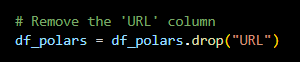 # Remove the 'URL' column
df_polars = df_polars.drop("URL")